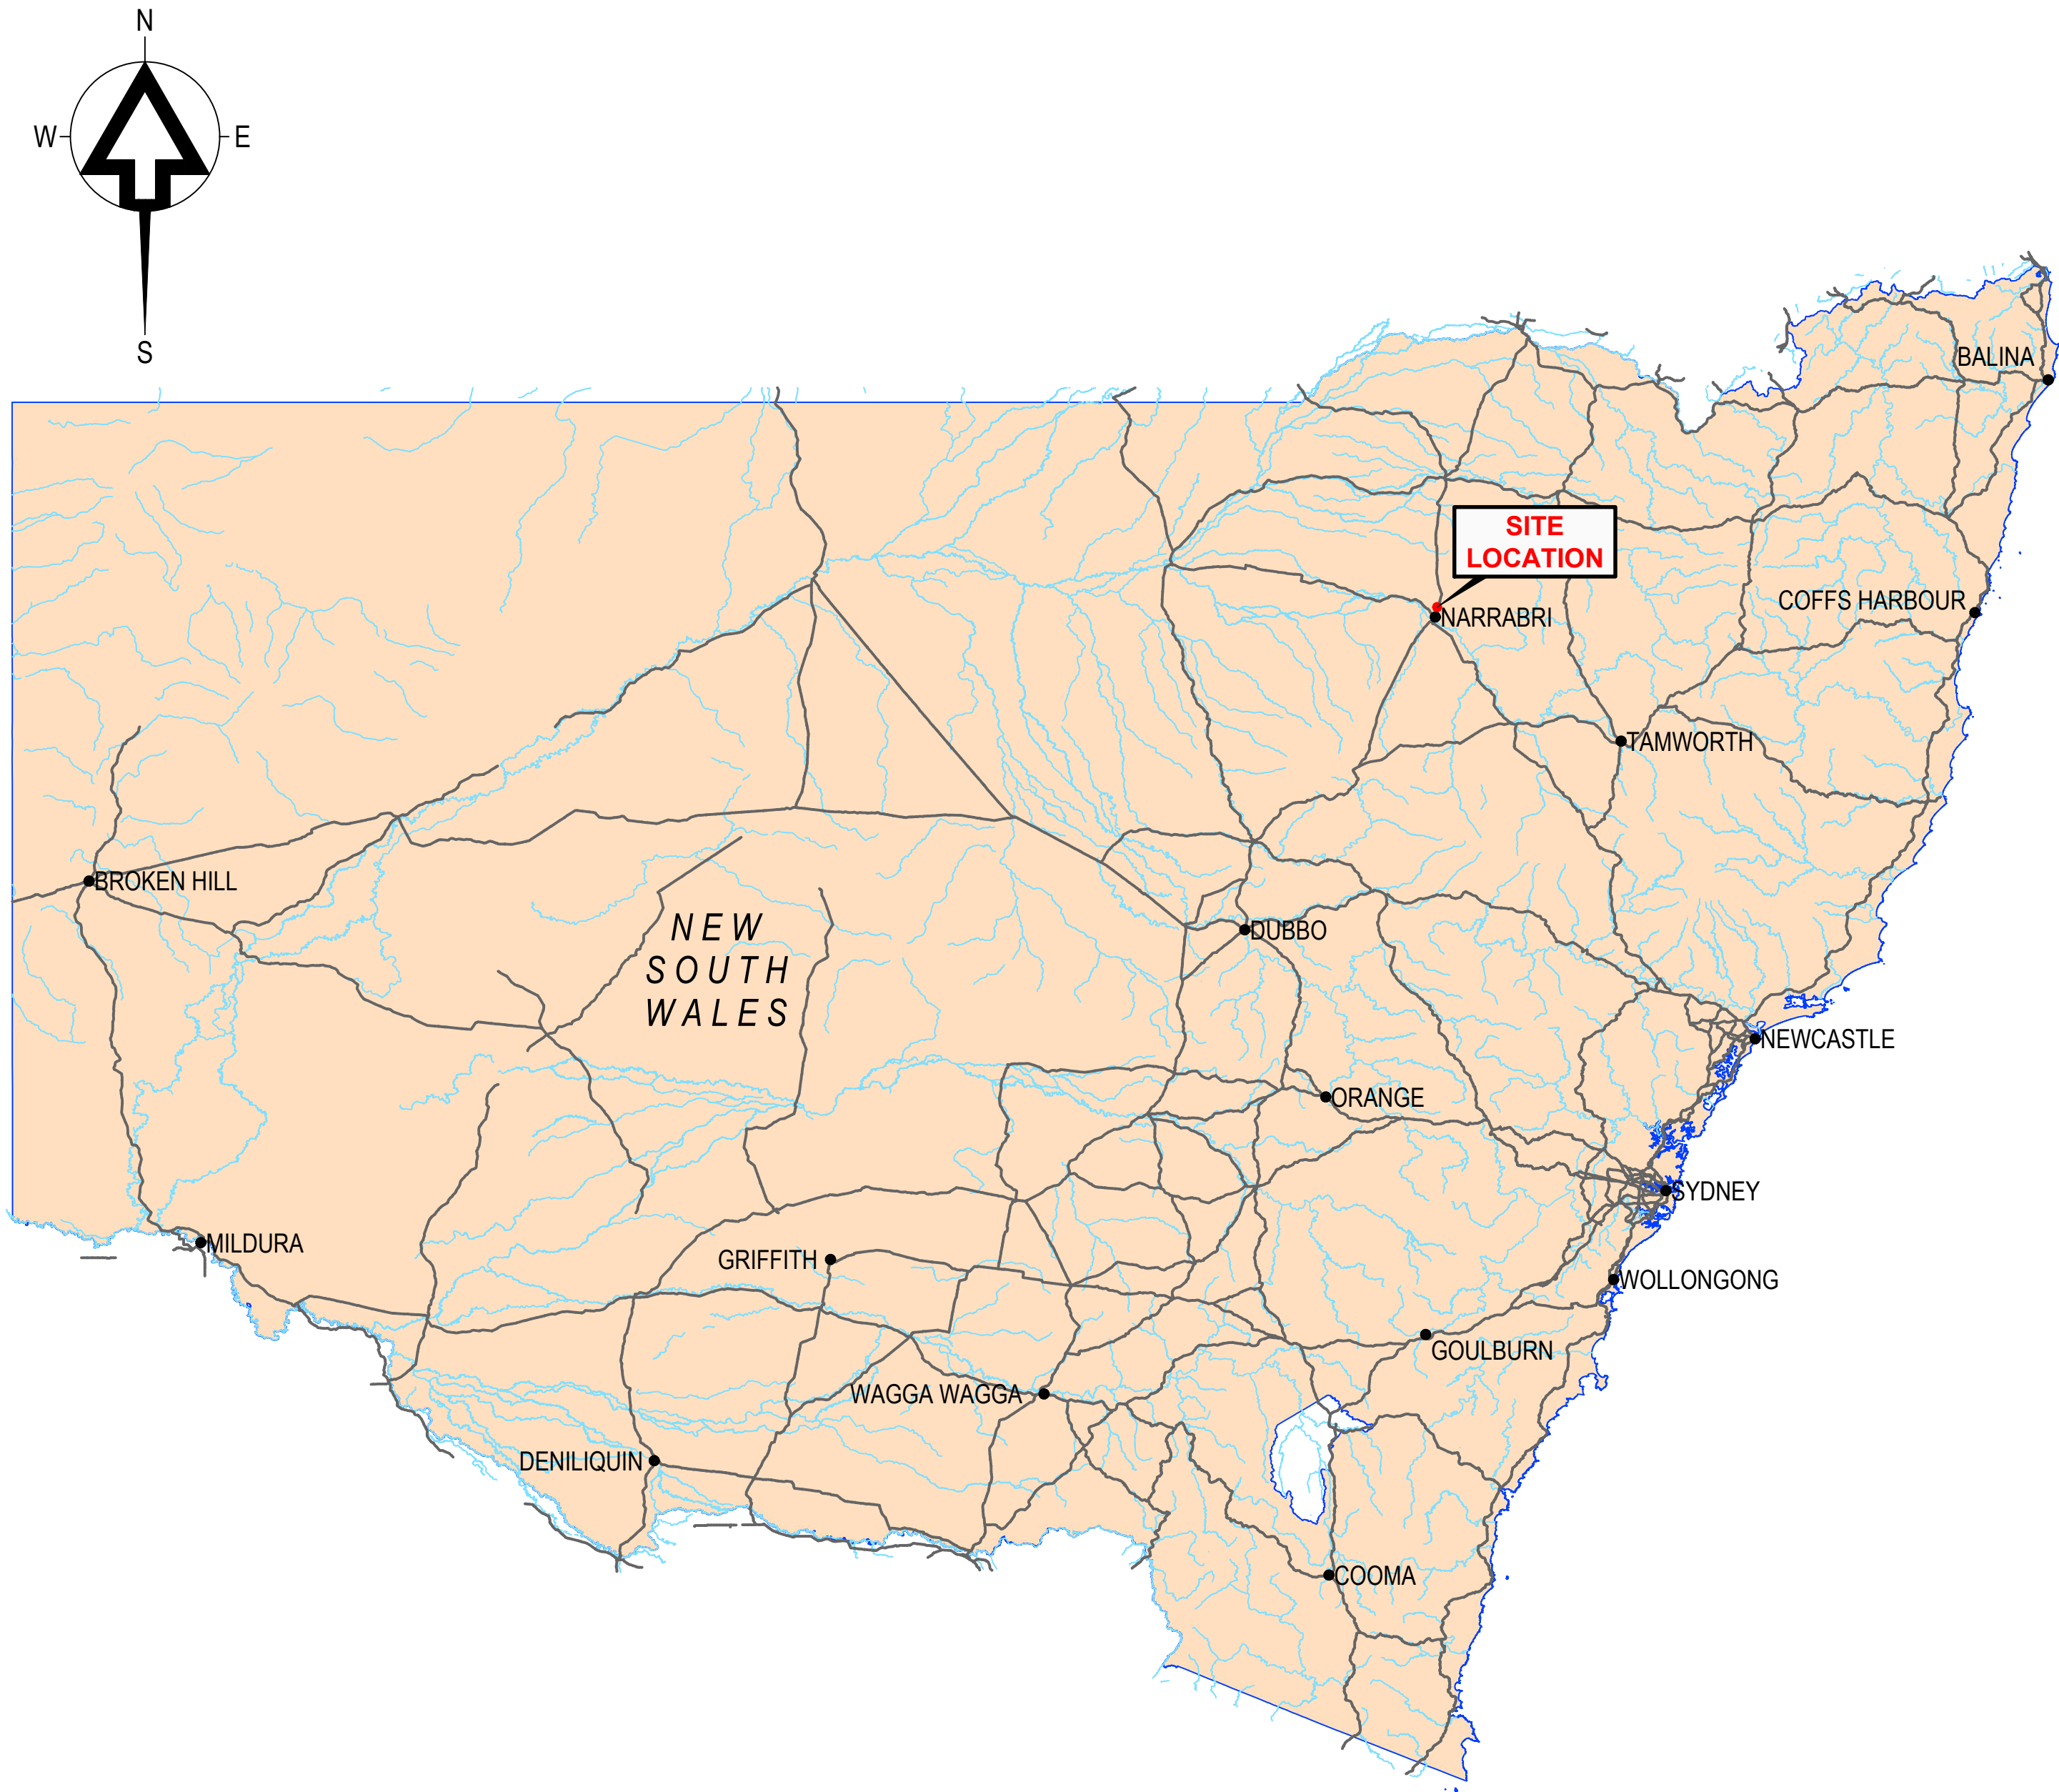 N
W
E
S
BALINA
SITE
LOCATION
COFFS HARBOUR
NARRABRI
TAMWORTH
BROKEN HILL
NEW
SOUTH
WALES
DUBBO
NEWCASTLE
ORANGE
SYDNEY
MILDURA
GRIFFITH
WOLLONGONG
GOULBURN
WAGGA WAGGA
DENILIQUIN
COOMA